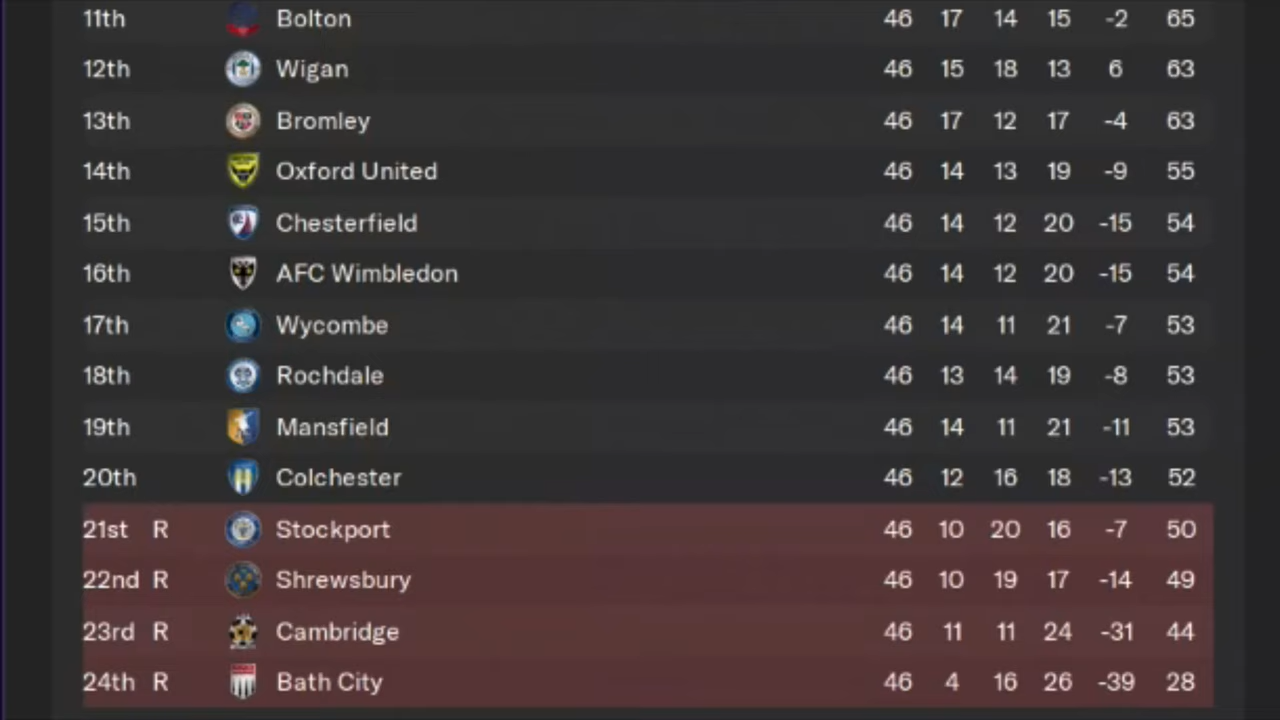 11th Bolton 46 17 14 15 -2 65
12th Wigan 46 15 18 13 6 63
13th Bromley 46 17 12 17 -4 63
14th Oxford United 46 14 13 19 -9 55
15th Chesterfield 46 14 12 20 -15 54
16th AFC Wimbledon 46 14 12 20 -15 54
17th Wycombe 46 14 11 21 -7 53
18th Rochdale 46 13 14 19 -8 53
19th Mansfield 46 14 11 21 -11 53
20th Colchester 46 12 16 18 -13 52
21st R Stockport 46 10 20 16 -7 50
22nd R Shrewsbury 46 10 19 17 -14 49
23rd R Cambridge 46 11 11 24 -31 44
24th R Bath City 46 4 16 26 -39 28